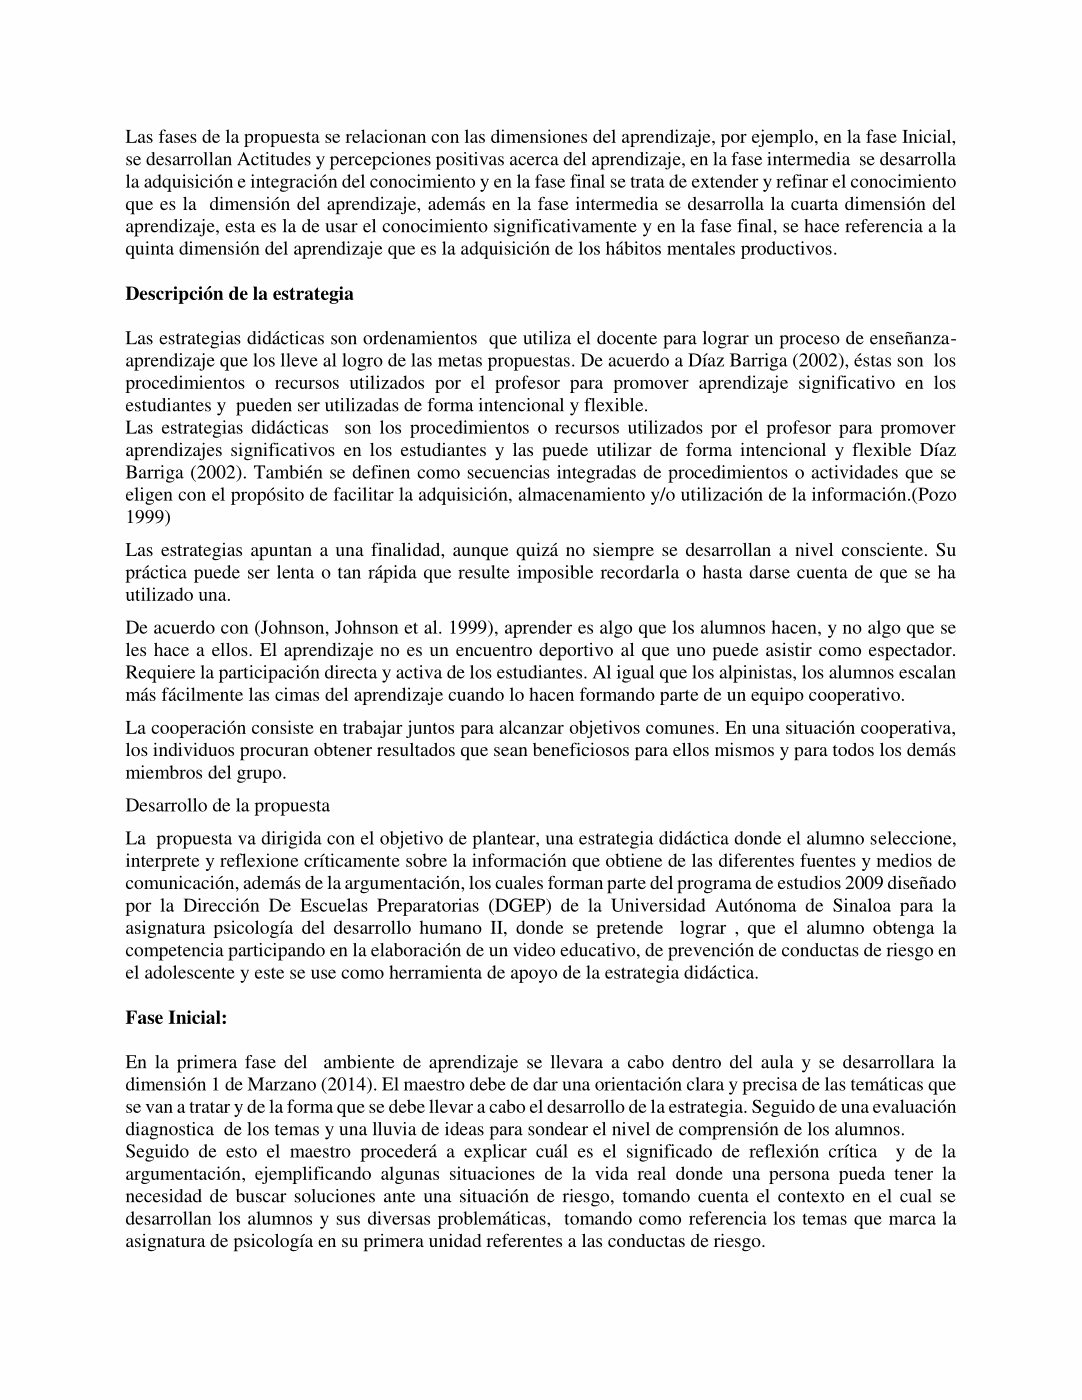 Las fases de la propuesta se relacionan con las dimensiones del aprendizaje, por ejemplo, en la fase Inicial,
se desarrollan Actitudes y percepciones positivas acerca del aprendizaje, en la fase intermedia  se desarrolla
la adquisición e integración del conocimiento y en la fase final se trata de extender y refinar el conocimiento
que es la  dimensión del aprendizaje, además en la fase intermedia se desarrolla la cuarta dimensión del
aprendizaje, esta es la de usar el conocimiento significativamente y en la fase final, se hace referencia a la
quinta dimensión del aprendizaje que es la adquisición de los hábitos mentales productivos.
Descripción de la estrategia
Las estrategias didácticas son ordenamientos  que utiliza el docente para lograr un proceso de enseñanza-
aprendizaje que los lleve al logro de las metas propuestas. De acuerdo a Díaz Barriga (2002), éstas son  los
procedimientos o recursos utilizados por el profesor para promover aprendizaje significativo en los
estudiantes y  pueden ser utilizadas de forma intencional y flexible.
Las estrategias didácticas  son los procedimientos o recursos utilizados por el profesor para promover
aprendizajes significativos en los estudiantes y las puede utilizar de forma intencional y flexible Díaz
Barriga (2002). También se definen como secuencias integradas de procedimientos o actividades que se
eligen con el propósito de facilitar la adquisición, almacenamiento y/o utilización de la información.(Pozo
1999)
Las estrategias apuntan a una finalidad, aunque quizá no siempre se desarrollan a nivel consciente. Su
práctica puede ser lenta o tan rápida que resulte imposible recordarla o hasta darse cuenta de que se ha
utilizado una.
De acuerdo con (Johnson, Johnson et al. 1999), aprender es algo que los alumnos hacen, y no algo que se
les hace a ellos. El aprendizaje no es un encuentro deportivo al que uno puede asistir como espectador.
Requiere la participación directa y activa de los estudiantes. Al igual que los alpinistas, los alumnos escalan
más fácilmente las cimas del aprendizaje cuando lo hacen formando parte de un equipo cooperativo.
La cooperación consiste en trabajar juntos para alcanzar objetivos comunes. En una situación cooperativa,
los individuos procuran obtener resultados que sean beneficiosos para ellos mismos y para todos los demás
miembros del grupo.
Desarrollo de la propuesta
La  propuesta va dirigida con el objetivo de plantear, una estrategia didáctica donde el alumno seleccione,
interprete y reflexione críticamente sobre la información que obtiene de las diferentes fuentes y medios de
comunicación, además de la argumentación, los cuales forman parte del programa de estudios 2009 diseñado
por la Dirección De Escuelas Preparatorias (DGEP) de la Universidad Autónoma de Sinaloa para la
asignatura psicología del desarrollo humano II, donde se pretende  lograr , que el alumno obtenga la
competencia participando en la elaboración de un video educativo, de prevención de conductas de riesgo en
el adolescente y este se use como herramienta de apoyo de la estrategia didáctica.
Fase Inicial:
En la primera fase del  ambiente de aprendizaje se llevara a cabo dentro del aula y se desarrollara la
dimensión 1 de Marzano (2014). El maestro debe de dar una orientación clara y precisa de las temáticas que
se van a tratar y de la forma que se debe llevar a cabo el desarrollo de la estrategia. Seguido de una evaluación
diagnostica  de los temas y una lluvia de ideas para sondear el nivel de comprensión de los alumnos.
Seguido de esto el maestro procederá a explicar cuál es el significado de reflexión crítica  y de la
argumentación, ejemplificando algunas situaciones de la vida real donde una persona pueda tener la
necesidad de buscar soluciones ante una situación de riesgo, tomando cuenta el contexto en el cual se
desarrollan los alumnos y sus diversas problemáticas,  tomando como referencia los temas que marca la
asignatura de psicología en su primera unidad referentes a las conductas de riesgo.